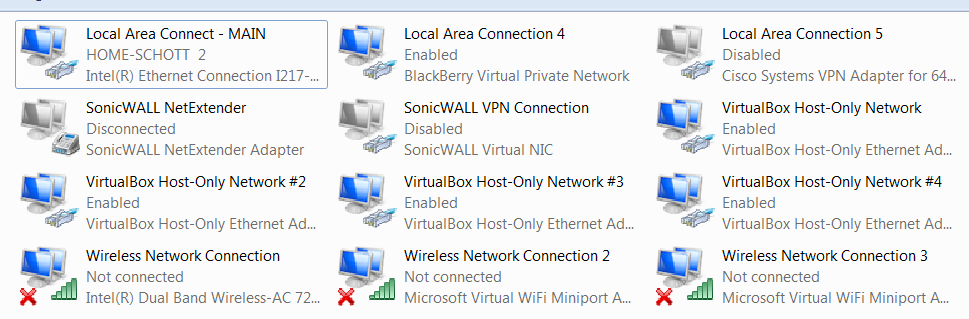 Local Area Connect - MAIN
HOME-SCHOTT 2
Intel(R) Ethernet Connection I217-...
Local Area Connection 4
Enabled
BlackBerry Virtual Private Network
Local Area Connection 5
Disabled
Cisco Systems VPN Adapter for 64...
SonicWALL NetExtender
Disconnected
SonicWALL NetExtender Adapter
SonicWALL VPN Connection
Disabled
SonicWALL Virtual NIC
VirtualBox Host-Only Network
Enabled
VirtualBox Host-Only Ethernet Ad...
VirtualBox Host-Only Network #2
Enabled
VirtualBox Host-Only Ethernet Ad...
VirtualBox Host-Only Network #3
Enabled
VirtualBox Host-Only Ethernet Ad...
VirtualBox Host-Only Network #4
Enabled
VirtualBox Host-Only Ethernet Ad...
Wireless Network Connection
Not connected
Intel(R) Dual Band Wireless-AC 72...
Wireless Network Connection 2
Not connected
Microsoft Virtual WiFi Miniport A...
Wireless Network Connection 3
Not connected
Microsoft Virtual WiFi Miniport A...